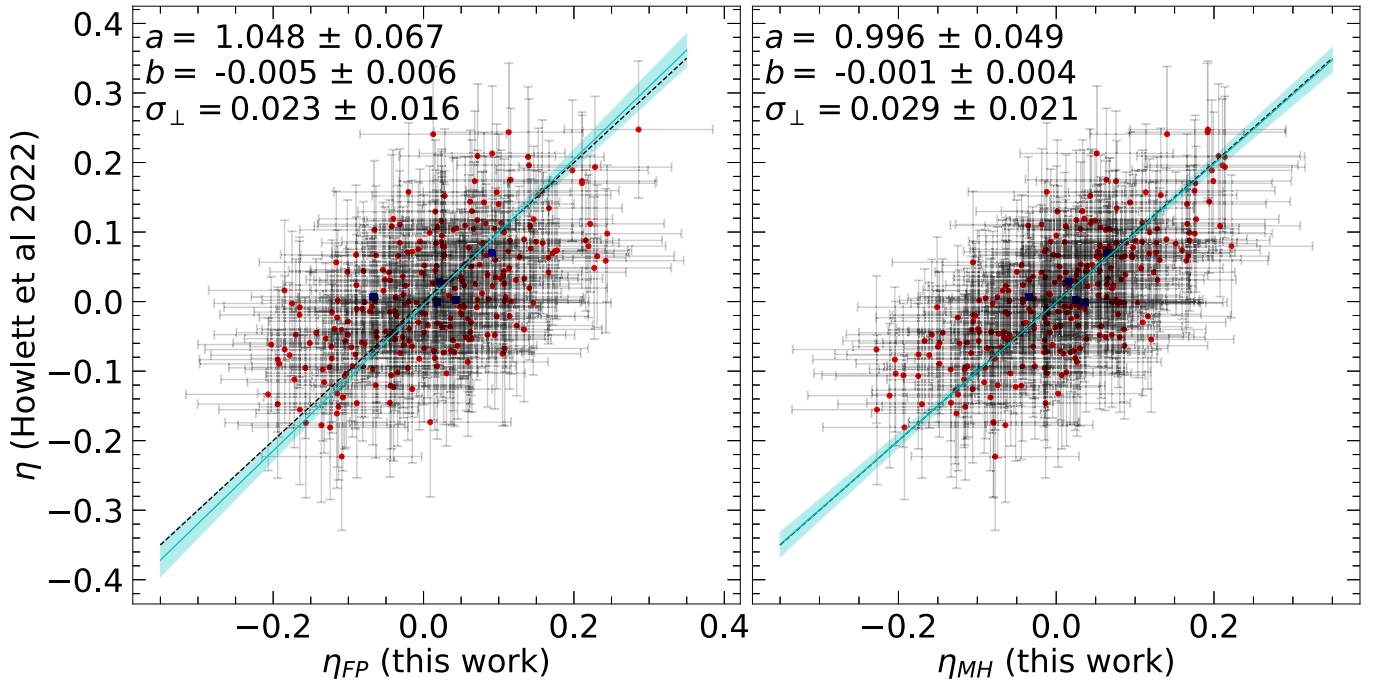 a = 1.048 ± 0.067
b = -0.005 ± 0.006
σ⊥ = 0.023 ± 0.016
a = 0.996 ± 0.049
b = -0.001 ± 0.004
σ⊥ = 0.029 ± 0.021
η (Howlett et al 2022)
0.4
0.3
0.2
0.1
0.0
−0.1
−0.2
−0.3
−0.4
−0.2 0.0 0.2 0.4
−0.2 0.0 0.2
η_FP (this work)
η_MH (this work)